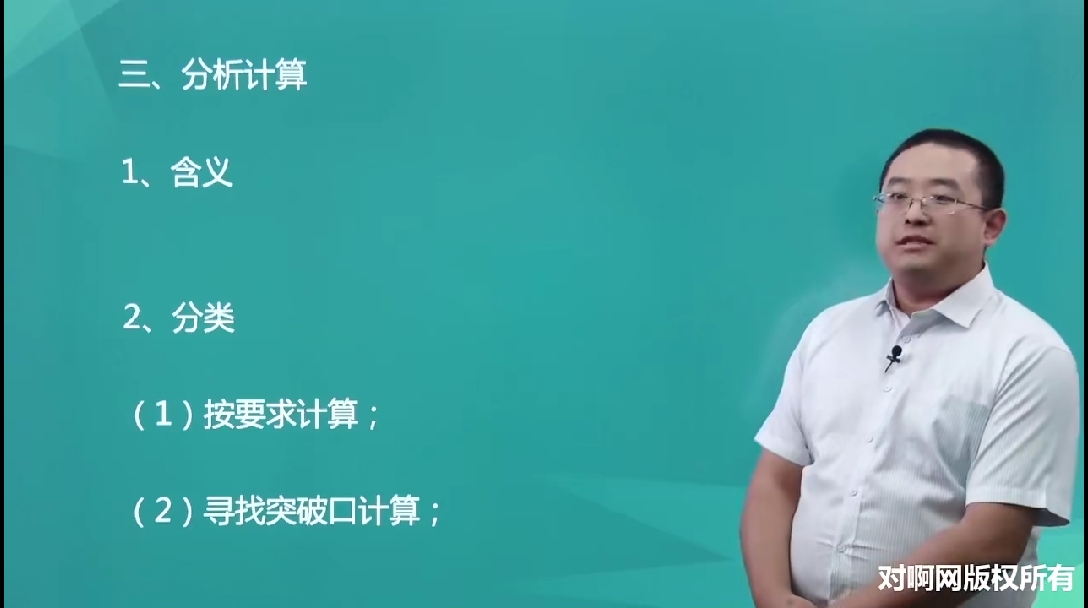 三、分析计算
1、含义
2、分类
（1）按要求计算；
（2）寻找突破口计算；
对啊网版权所有